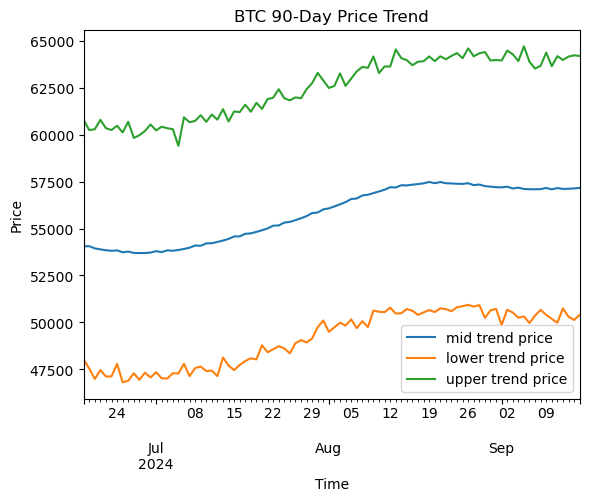 BTC 90-Day Price Trend
65000
62500
60000
57500
55000
52500
50000
47500
Price
mid trend price
lower trend price
upper trend price
24 08 15 22 29 05 12 19 26 02 09
Jul Aug Sep
2024
Time